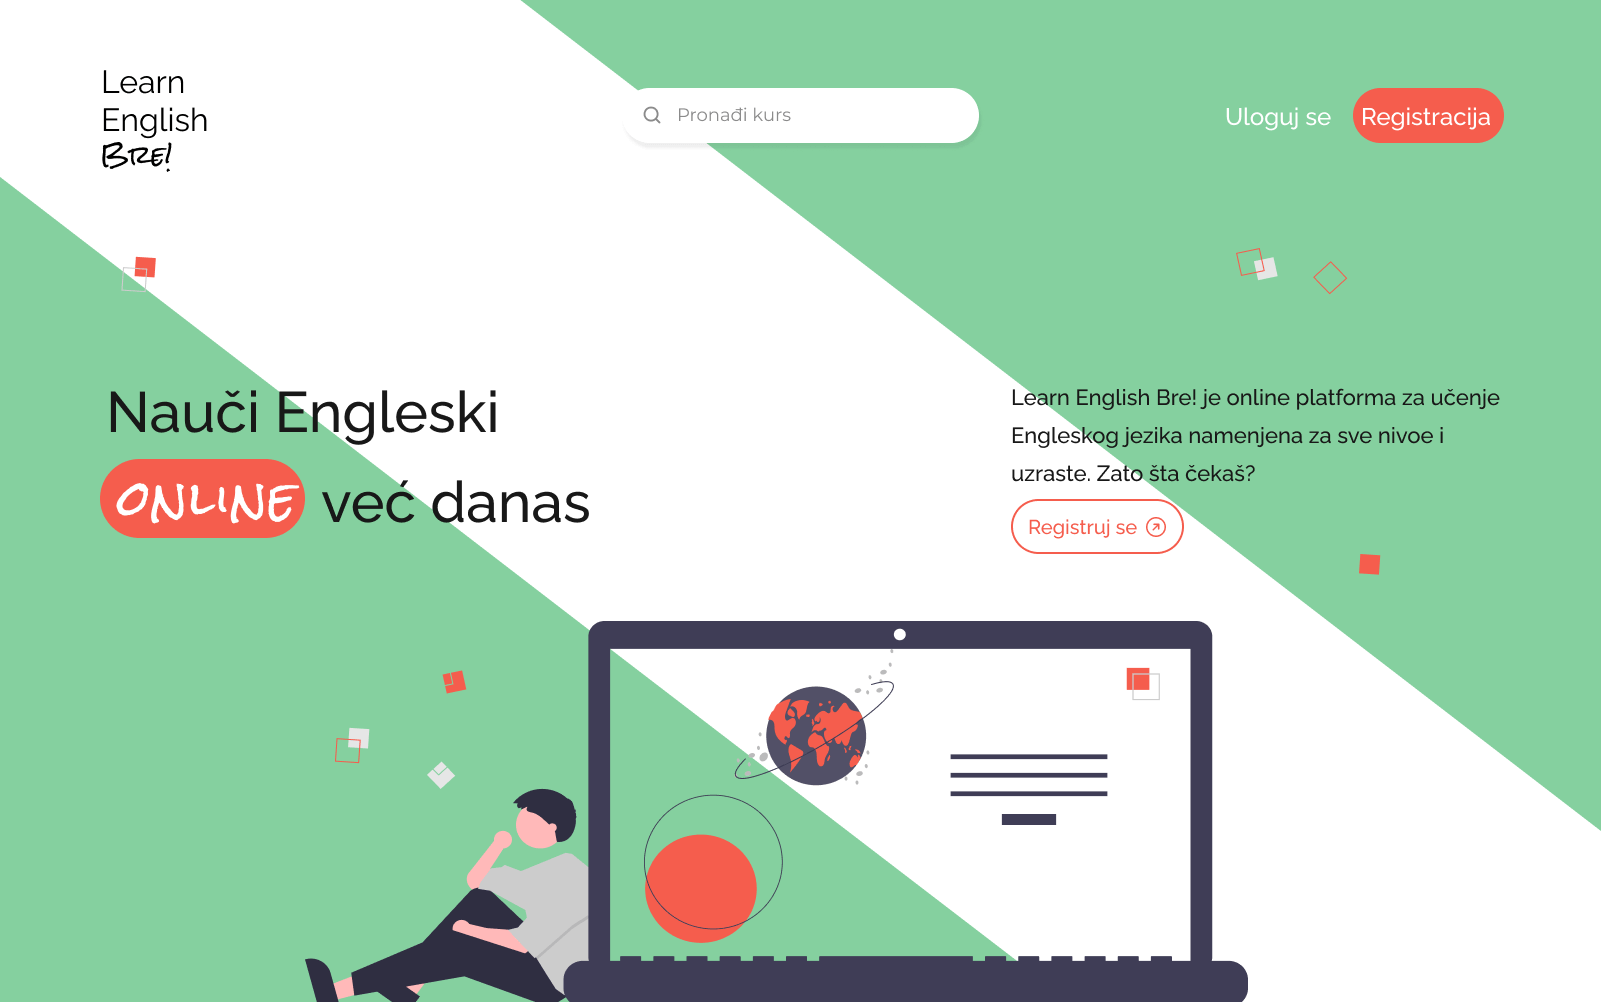 Learn
English
Bre!
Pronađi kurs
Uloguj se
Registracija
Nauči Engleski
ONLINE već danas
Learn English Bre! je online platforma za učenje
Engleskog jezika namenjena za sve nivoe i
uzraste. Zato šta čekaš?
Registruj se